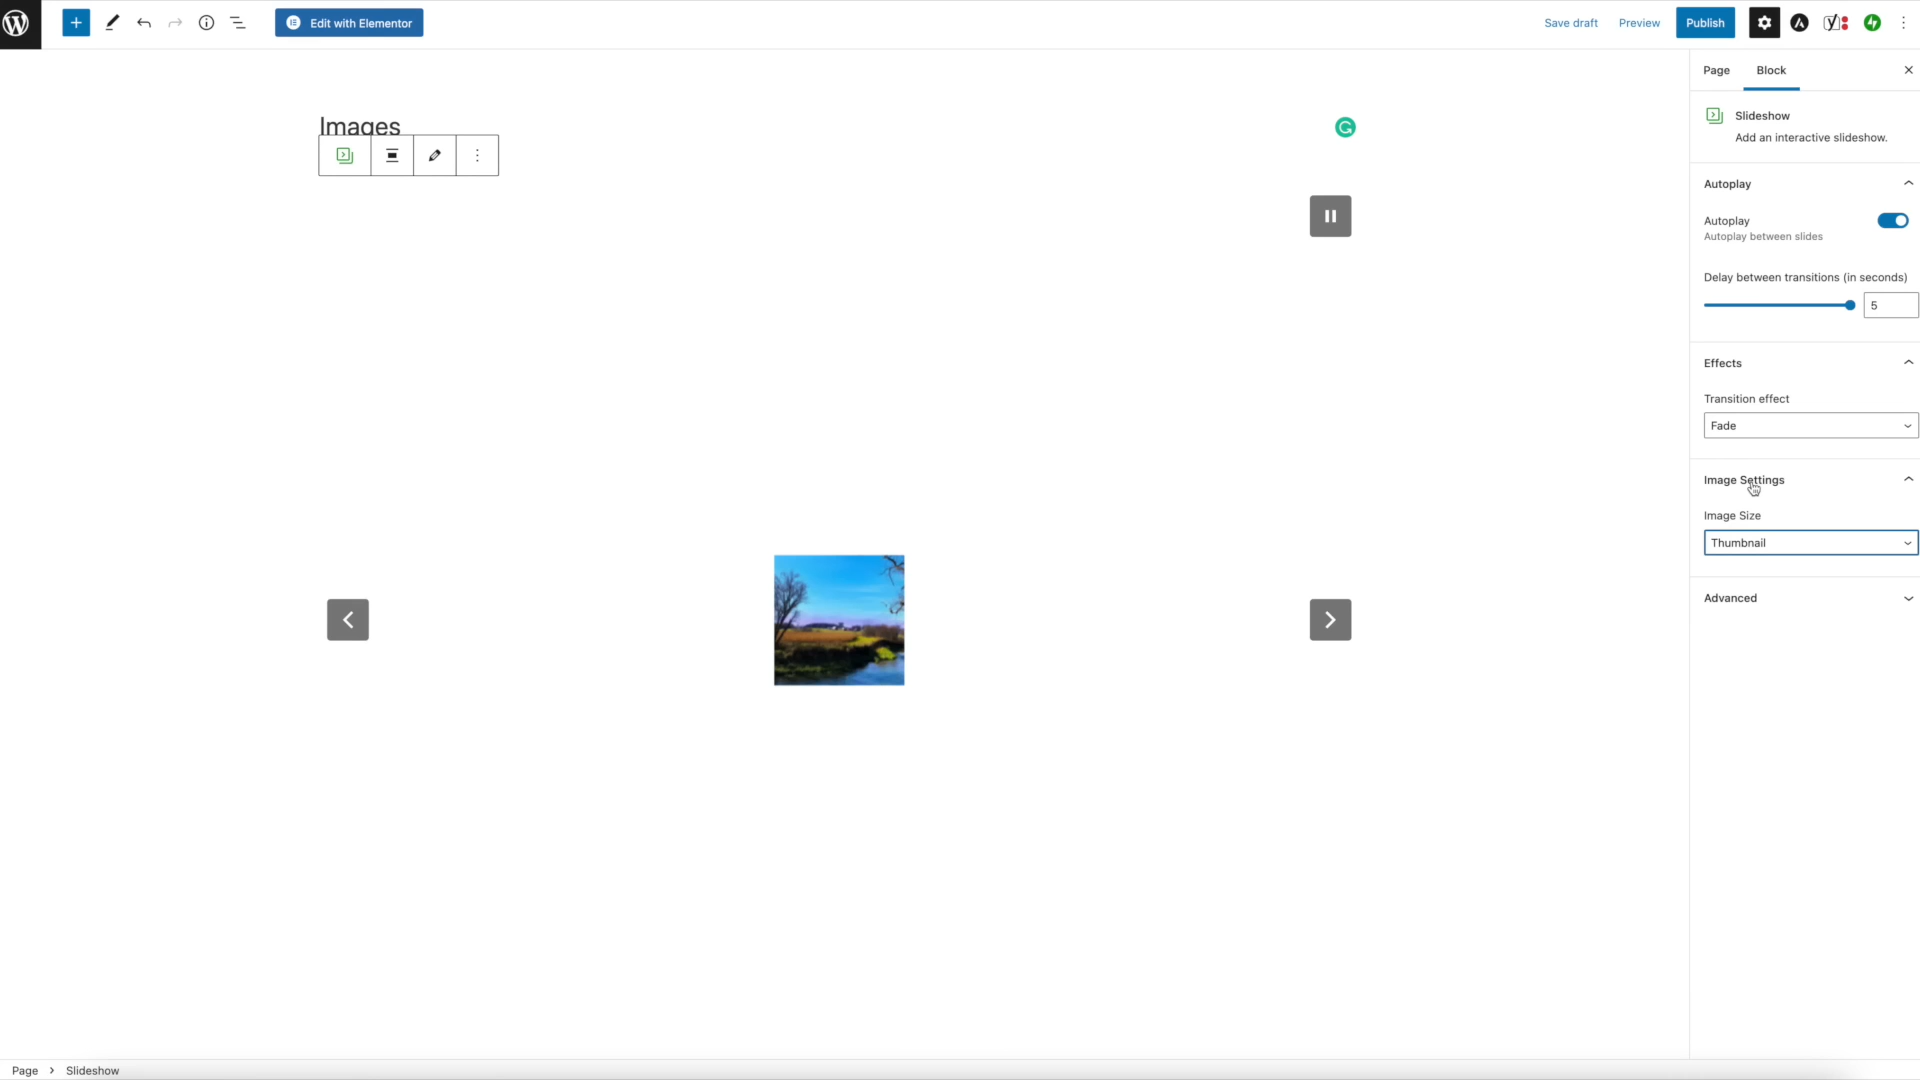 Edit with Elementor
Save draft
Preview
Publish
Page
Block
Images
Slideshow
Add an interactive slideshow.
Autoplay
Autoplay
Autoplay between slides
Delay between transitions (in seconds)
5
Effects
Transition effect
Fade
Image Settings
Image Size
Thumbnail
Advanced
Page > Slideshow